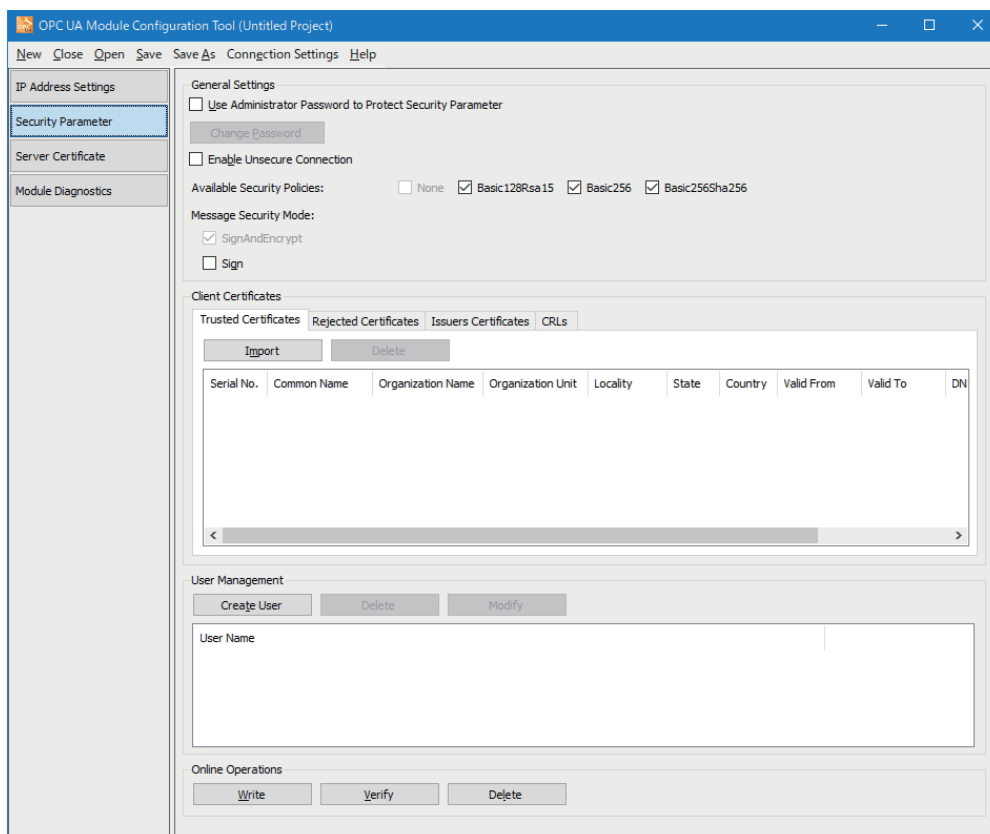 OPC UA Module Configuration Tool (Untitled Project)
New Close Open Save Save As Connection Settings Help
IP Address Settings
Security Parameter
Server Certificate
Module Diagnostics
General Settings
Use Administrator Password to Protect Security Parameter
Change Password
Enable Unsecure Connection
Available Security Policies: None Basic128Rsa15 Basic256 Basic256Sha256
Message Security Mode:
SignAndEncrypt
Sign
Client Certificates
Trusted Certificates Rejected Certificates Issuers Certificates CRLs
Import Delete
Serial No. Common Name Organization Name Organization Unit Locality State Country Valid From Valid To DN
User Management
Create User Delete Modify
User Name
Online Operations
Write Verify Delete